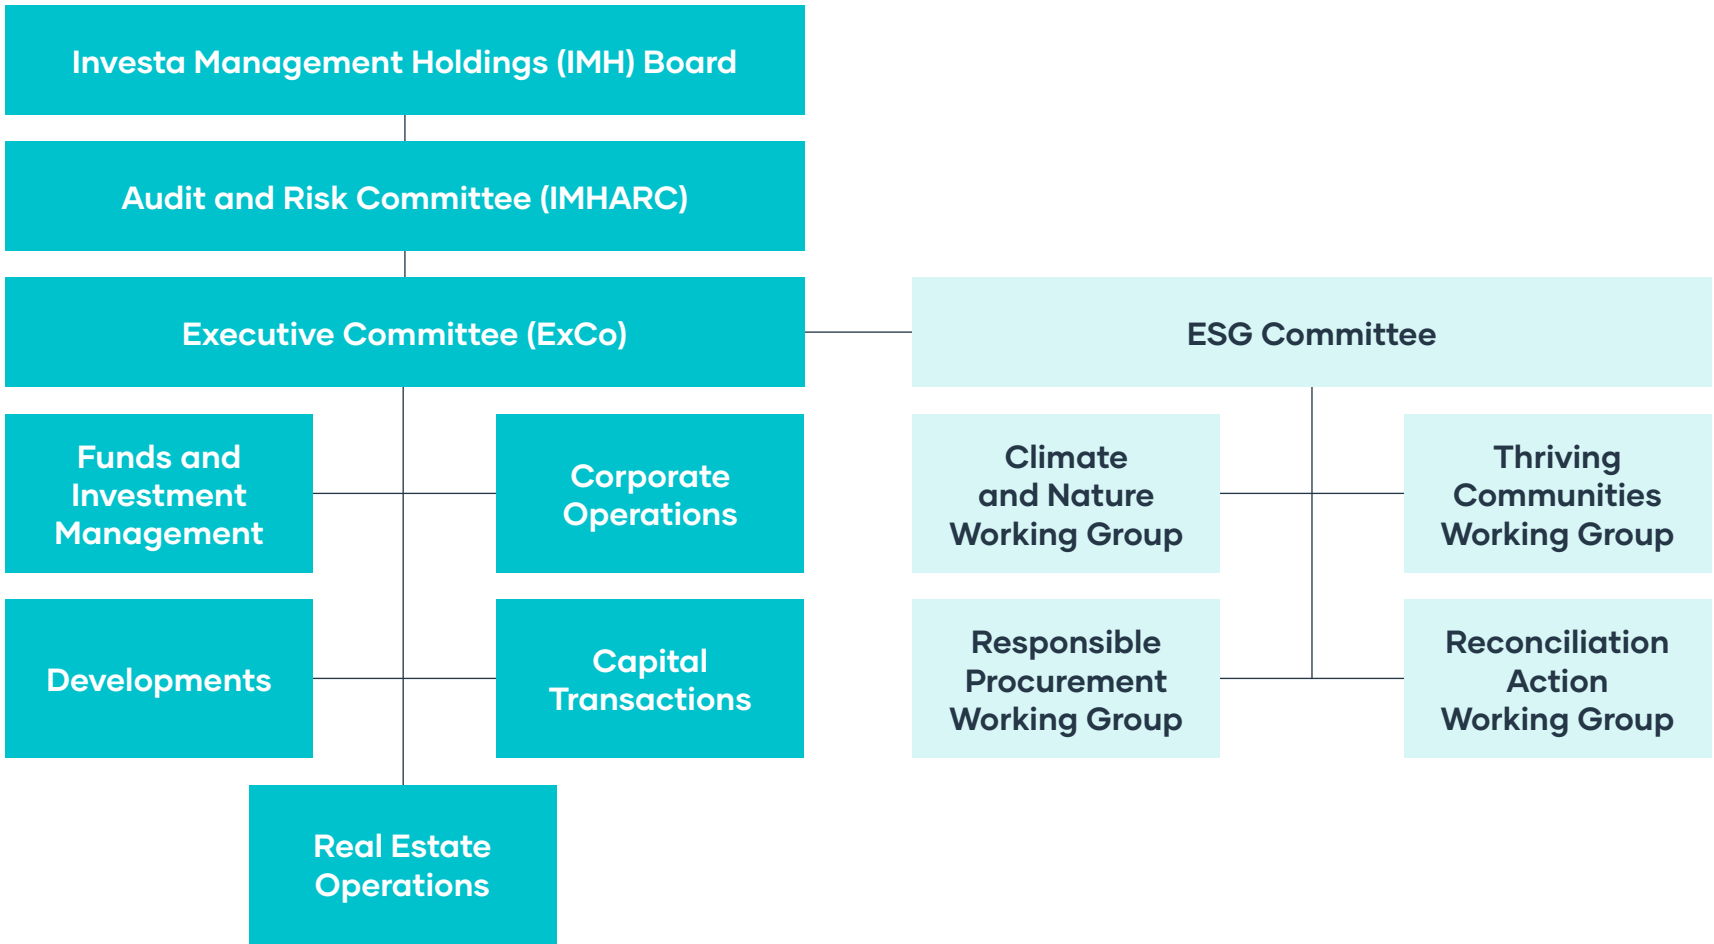 Investa Management Holdings (IMH) Board
Audit and Risk Committee (IMHARC)
Executive Committee (ExCo)
ESG Committee
Funds and
Investment
Management
Corporate
Operations
Climate
and Nature
Working Group
Thriving
Communities
Working Group
Developments
Capital
Transactions
Responsible
Procurement
Working Group
Reconciliation
Action
Working Group
Real Estate
Operations